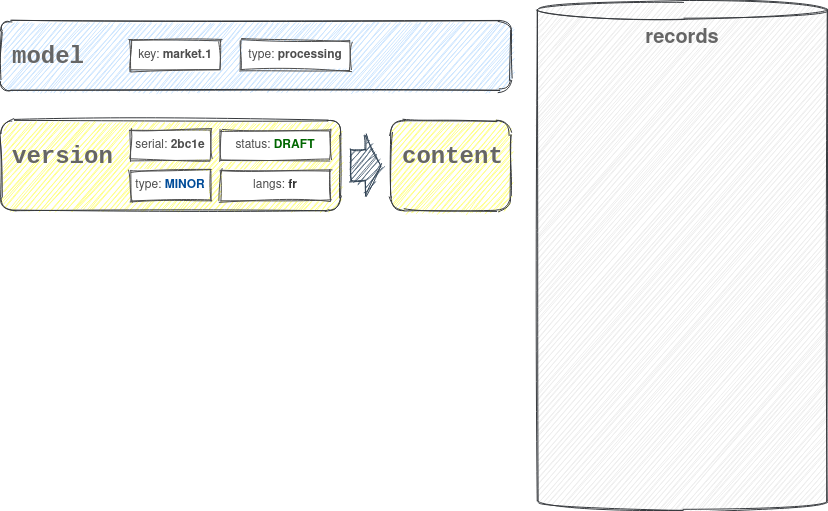 records
model
key: market.1
type: processing
version
serial: 2bc1e
status: DRAFT
type: MINOR
langs: fr
content